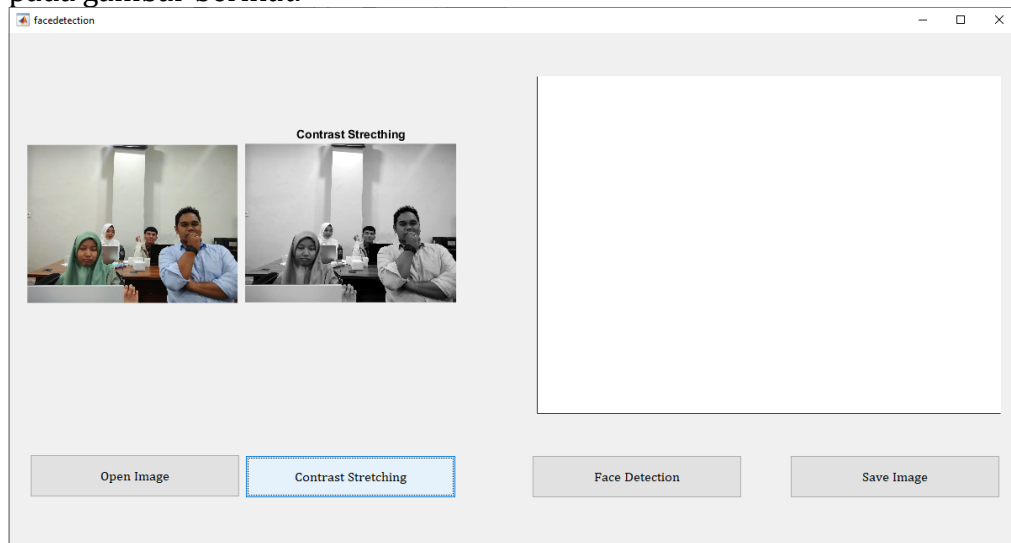 pada gambar berikut.
facedetection
Contrast Strecthing
Open Image
Contrast Stretching
Face Detection
Save Image